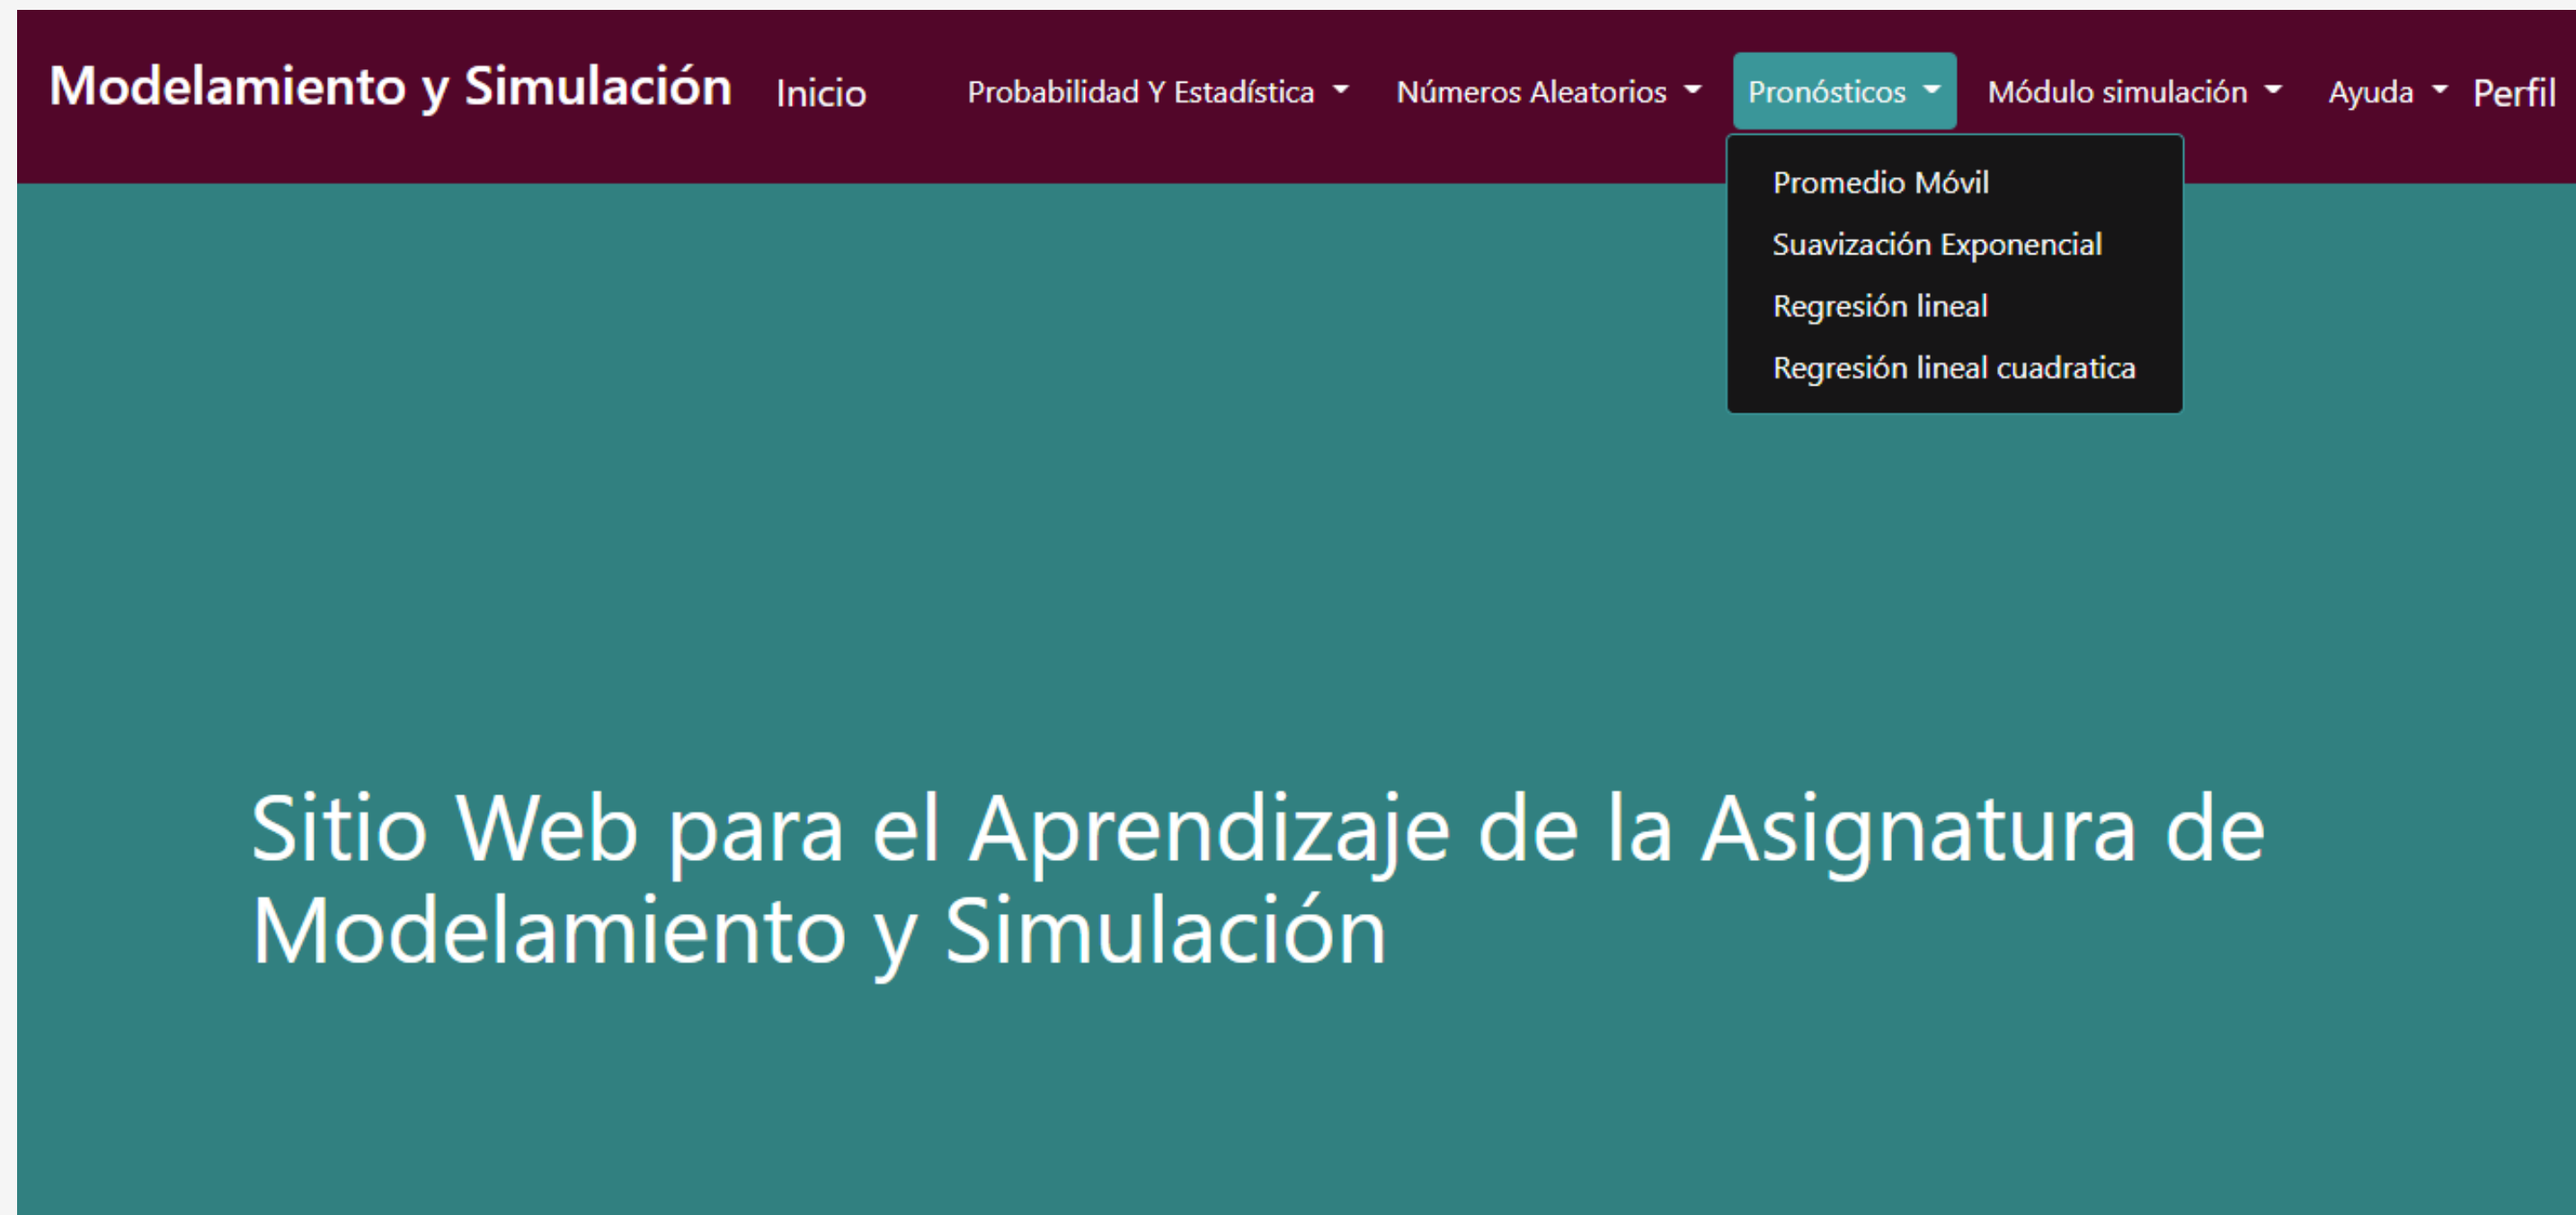 Modelamiento y Simulación Inicio Probabilidad Y Estadística Números Aleatorios Pronósticos Módulo simulación Ayuda Perfil
Promedio Móvil
Suavización Exponencial
Regresión lineal
Regresión lineal cuadratica
Sitio Web para el Aprendizaje de la Asignatura de
Modelamiento y Simulación